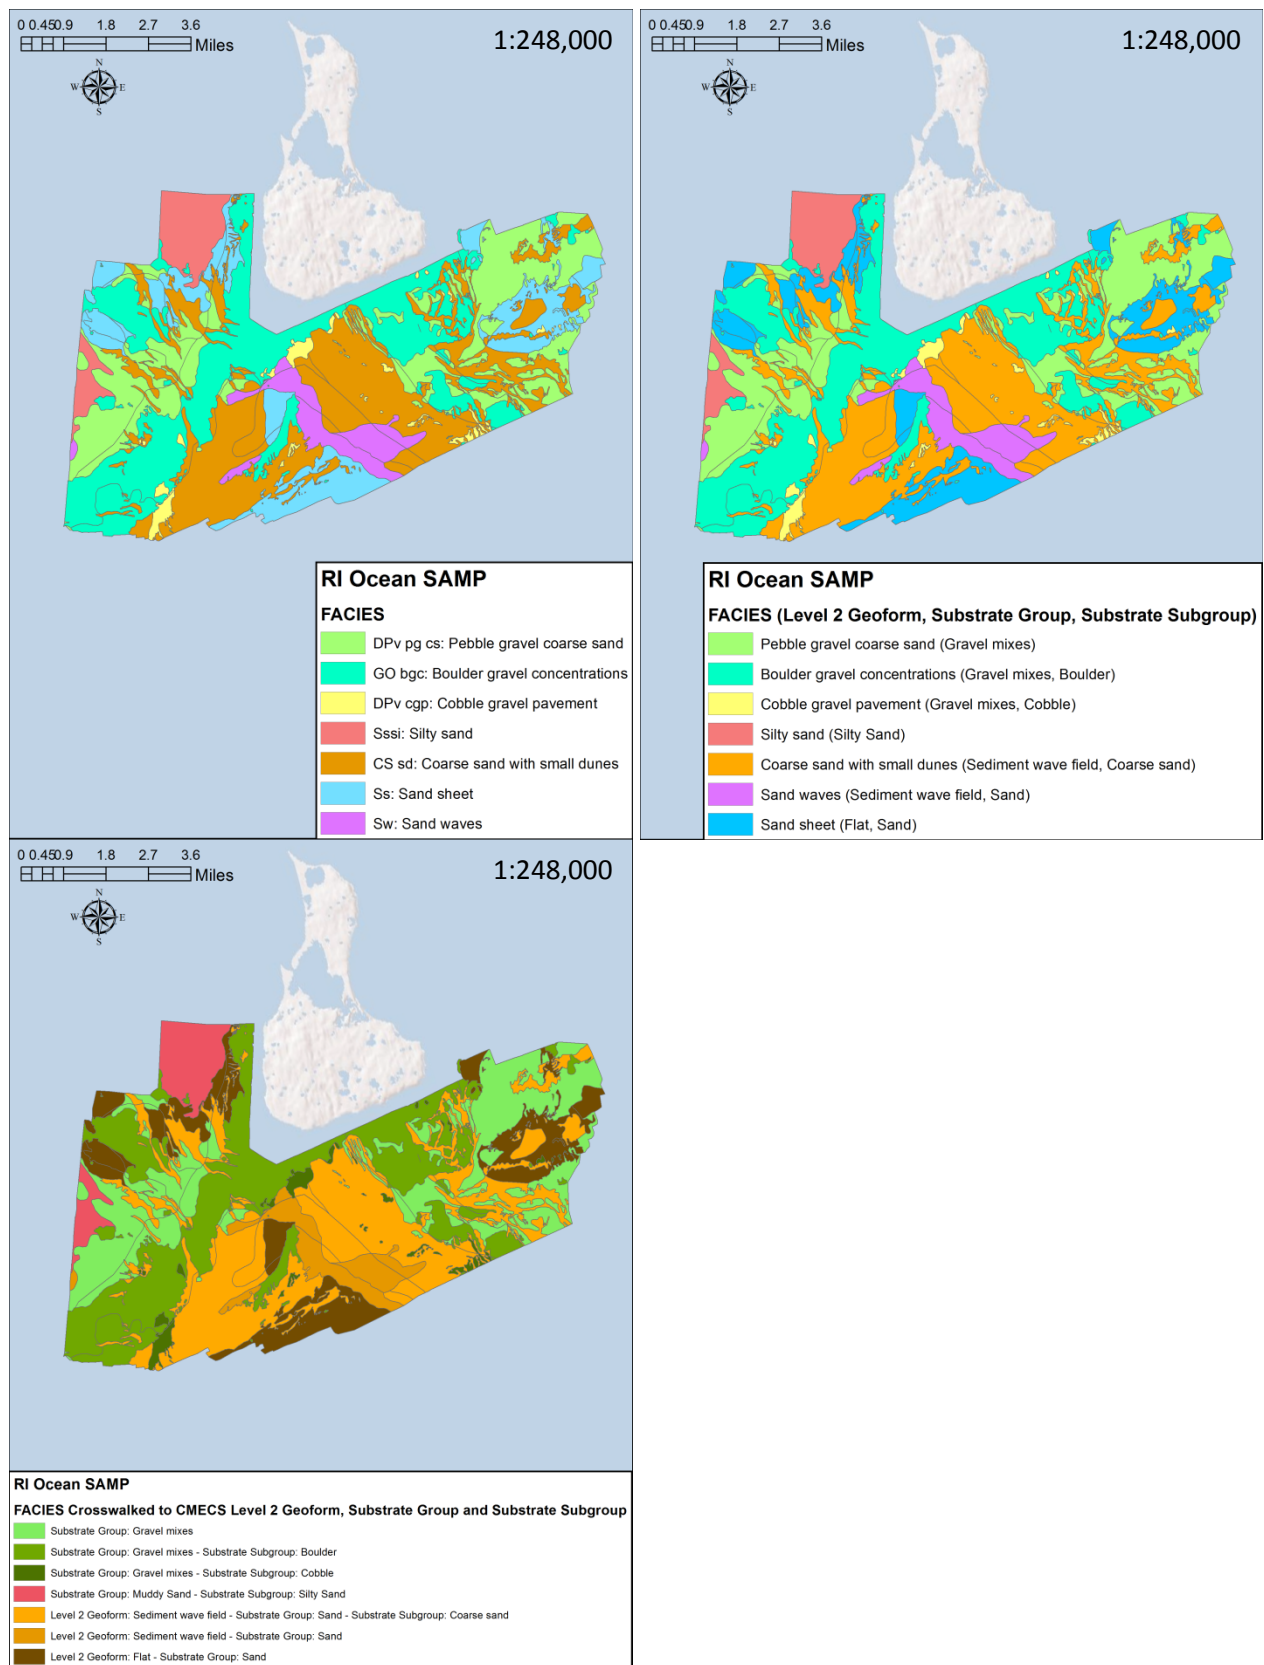 0 0.450.9 1.8 2.7 3.6
Miles
1:248,000
N
W E
S
RI Ocean SAMP
FACIES
DPv pg cs: Pebble gravel coarse sand
GO bgc: Boulder gravel concentrations
DPv cgp: Cobble gravel pavement
Sssi: Silty sand
CS sd: Coarse sand with small dunes
Ss: Sand sheet
Sw: Sand waves
0 0.450.9 1.8 2.7 3.6
Miles
1:248,000
N
W E
S
RI Ocean SAMP
FACIES (Level 2 Geoform, Substrate Group, Substrate Subgroup)
Pebble gravel coarse sand (Gravel mixes)
Boulder gravel concentrations (Gravel mixes, Boulder)
Cobble gravel pavement (Gravel mixes, Cobble)
Silty sand (Silty Sand)
Coarse sand with small dunes (Sediment wave field, Coarse sand)
Sand waves (Sediment wave field, Sand)
Sand sheet (Flat, Sand)
0 0.450.9 1.8 2.7 3.6
Miles
1:248,000
N
W E
S
RI Ocean SAMP
FACIES Crosswalked to CMECS Level 2 Geoform, Substrate Group and Substrate Subgroup
Substrate Group: Gravel mixes
Substrate Group: Gravel mixes - Substrate Subgroup: Boulder
Substrate Group: Gravel mixes - Substrate Subgroup: Cobble
Substrate Group: Muddy Sand - Substrate Subgroup: Silty Sand
Level 2 Geoform: Sediment wave field - Substrate Group: Sand - Substrate Subgroup: Coarse sand
Level 2 Geoform: Sediment wave field - Substrate Group: Sand
Level 2 Geoform: Flat - Substrate Group: Sand